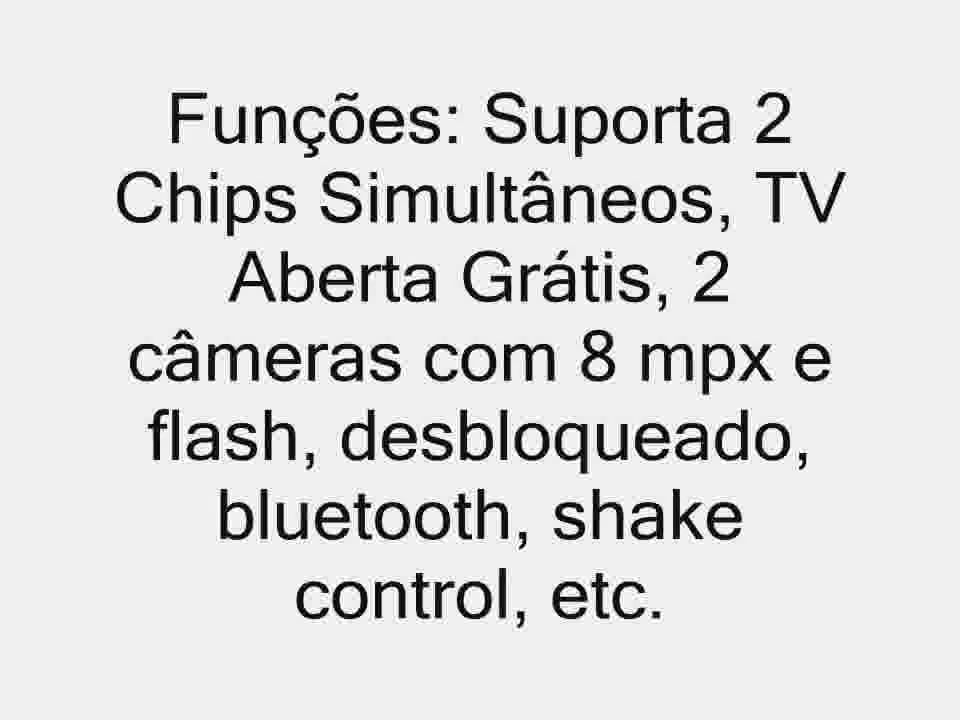 Funções: Suporta 2
Chips Simultâneos, TV
Aberta Grátis, 2
câmeras com 8 mpx e
flash, desbloqueado,
bluetooth, shake
control, etc.